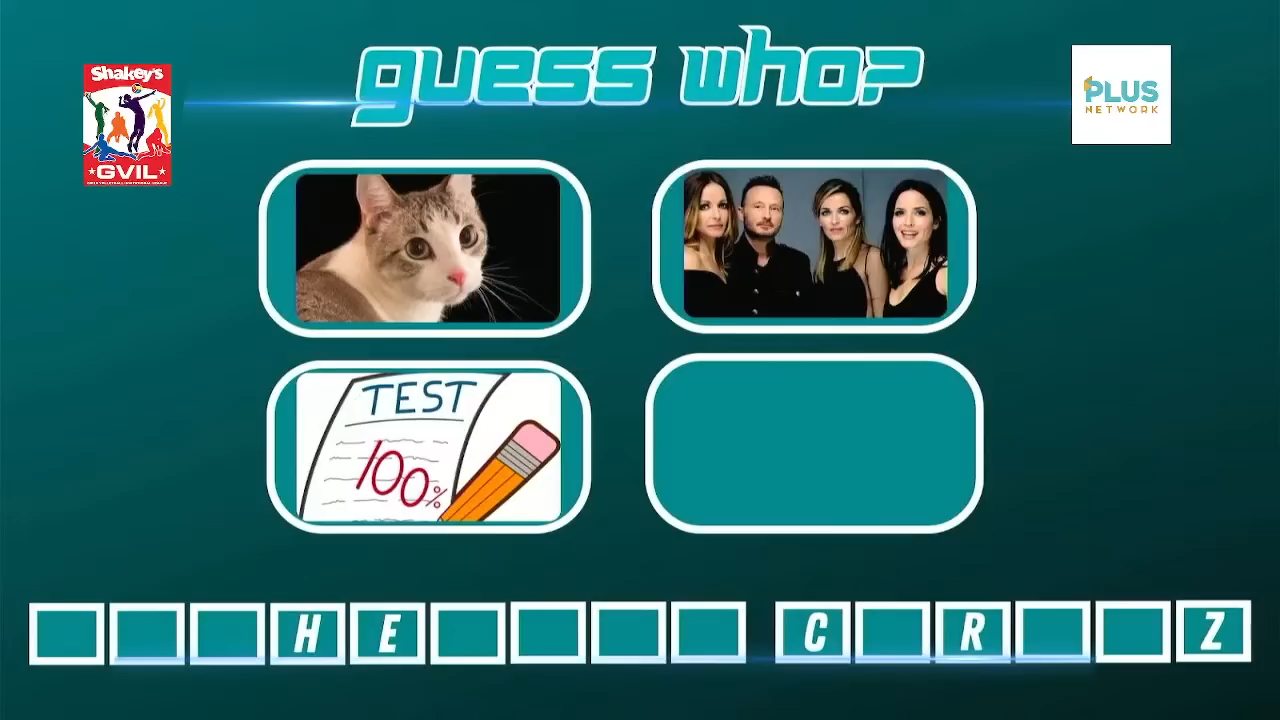 guess who?
Shakey's
GVIL
PLUS
NETWORK
TEST
100%
H E C R Z